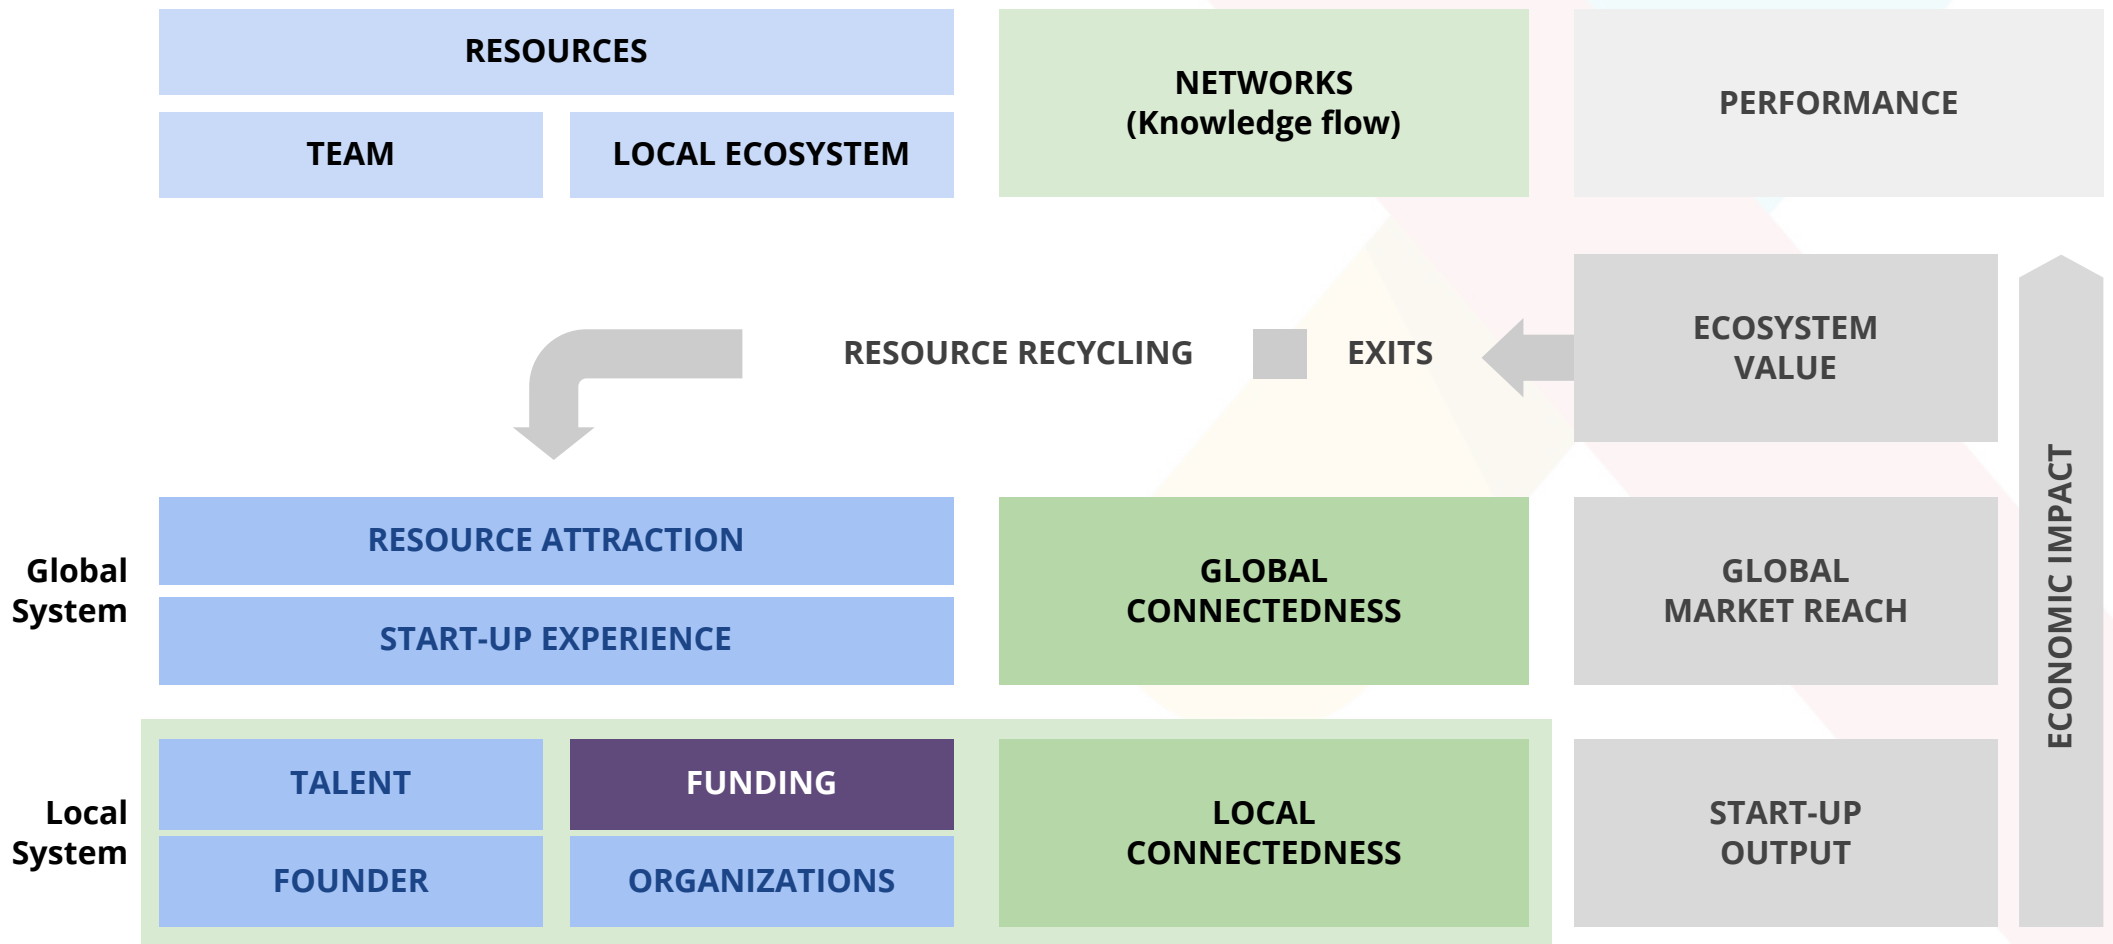 RESOURCES
TEAM
LOCAL ECOSYSTEM
NETWORKS
(Knowledge flow)
PERFORMANCE
RESOURCE RECYCLING
EXITS
ECOSYSTEM
VALUE
Global
System
RESOURCE ATTRACTION
START-UP EXPERIENCE
GLOBAL
CONNECTEDNESS
GLOBAL
MARKET REACH
ECONOMIC IMPACT
Local
System
TALENT
FUNDING
FOUNDER
ORGANIZATIONS
LOCAL
CONNECTEDNESS
START-UP
OUTPUT